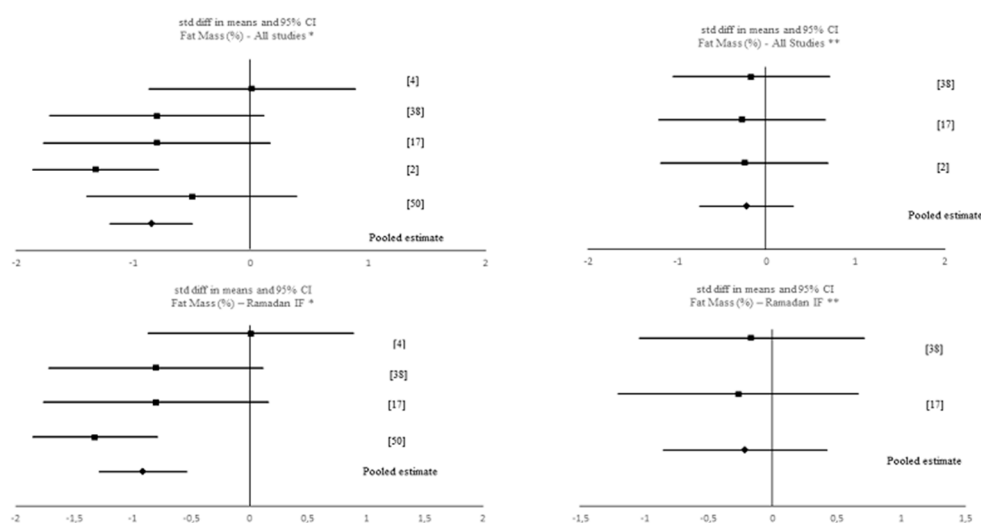 std diff in means and 95% CI
Fat Mass (%) - All studies *
[4]
[38]
[17]
[2]
[50]
Pooled estimate
-2 -1 0 1 2
std diff in means and 95% CI
Fat Mass (%) - All Studies **
[38]
[17]
[2]
Pooled estimate
-2 -1 0 1 2
std diff in means and 95% CI
Fat Mass (%) – Ramadan IF *
[4]
[38]
[17]
[50]
Pooled estimate
-2 -1,5 -1 -0,5 0 0,5 1 1,5 2
std diff in means and 95% CI
Fat Mass (%) – Ramadan IF **
[38]
[17]
Pooled estimate
-1,5 -1 -0,5 0 0,5 1 1,5